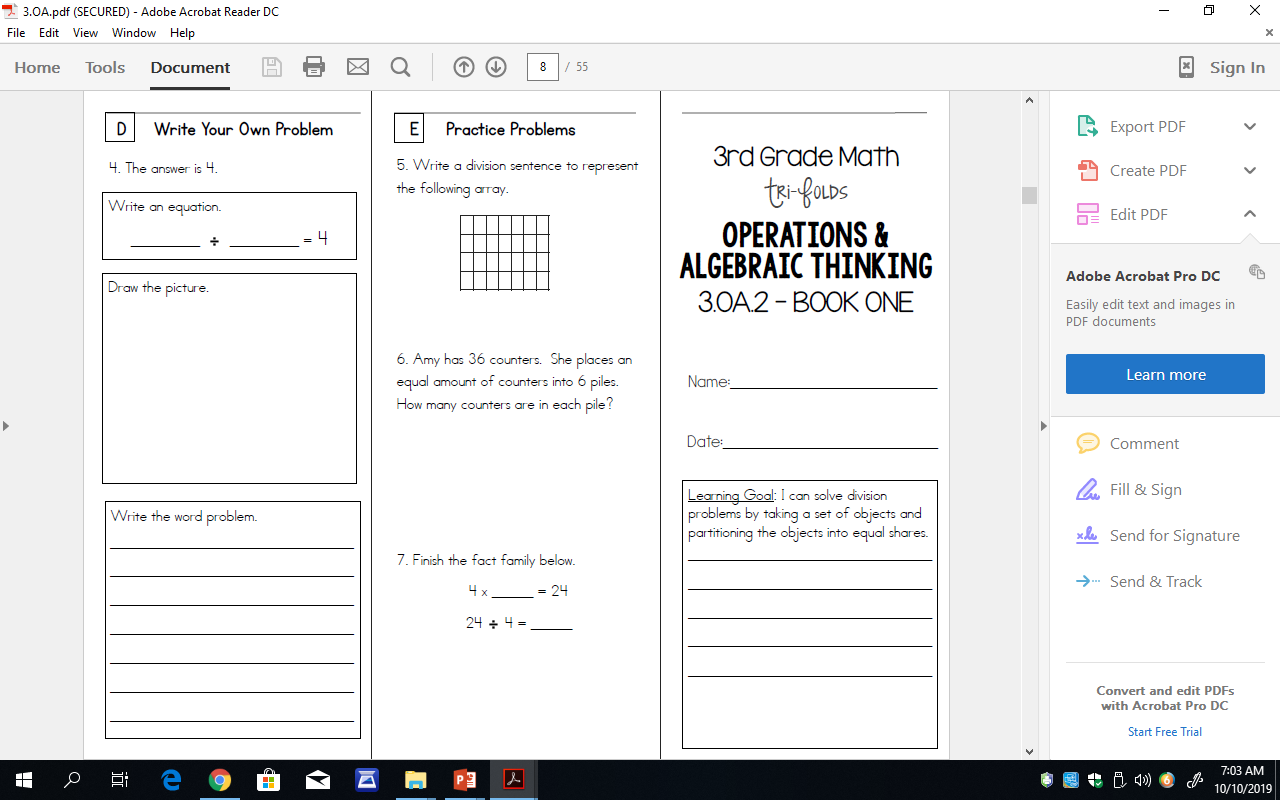 3.OA.pdf (SECURED) - Adobe Acrobat Reader DC
File Edit View Window Help
Home Tools Document 8 / 55 Sign In
D Write Your Own Problem
4. The answer is 4.
Write an equation.
_______ ÷ _______ = 4
Draw the picture.
Write the word problem.
E Practice Problems
5. Write a division sentence to represent
the following array.
6. Amy has 36 counters. She places an
equal amount of counters into 6 piles.
How many counters are in each pile?
7. Finish the fact family below.
4 x _____ = 24
24 ÷ 4 = _____
3rd Grade Math
tri-folds
OPERATIONS &
ALGEBRAIC THINKING
3.OA.2 - BOOK ONE
Name:
Date:
Learning Goal: I can solve division
problems by taking a set of objects and
partitioning the objects into equal shares.
Export PDF
Create PDF
Edit PDF
Adobe Acrobat Pro DC
Easily edit text and images in
PDF documents
Learn more
Comment
Fill & Sign
Send for Signature
Send & Track
Convert and edit PDFs
with Acrobat Pro DC
Start Free Trial
7:03 AM
10/10/2019